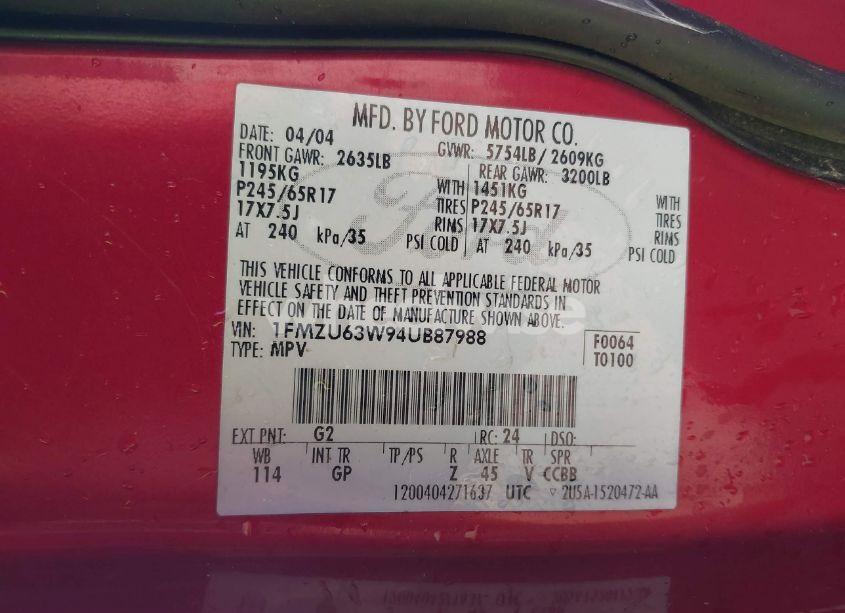 MFD. BY FORD MOTOR CO.
DATE: 04/04 GVWR: 5754LB/ 2609KG
FRONT GAWR: 2635LB REAR GAWR: 3200LB
1195KG WITH 1451KG WITH
P245/65R17 TIRES P245/65R17 TIRES
17X7.5J RIMS 17X7.5J RIMS
AT 240 kPa/35 PSI COLD AT 240 kPa/35 PSI COLD
Ford
THIS VEHICLE CONFORMS TO ALL APPLICABLE FEDERAL MOTOR
VEHICLE SAFETY AND THEFT PREVENTION STANDARDS IN
EFFECT ON THE DATE OF MANUFACTURE SHOWN ABOVE.
VIN: 1FMZU63W94UB87988 F0064
TYPE: MPV T0100
EXT PNT: G2 RC: 24 DSO:
WB INT TR TP/PS R AXLE TR SPR
114 GP Z 45 V CCBB
1200404271637 UTC 2U5A-1520472-AA